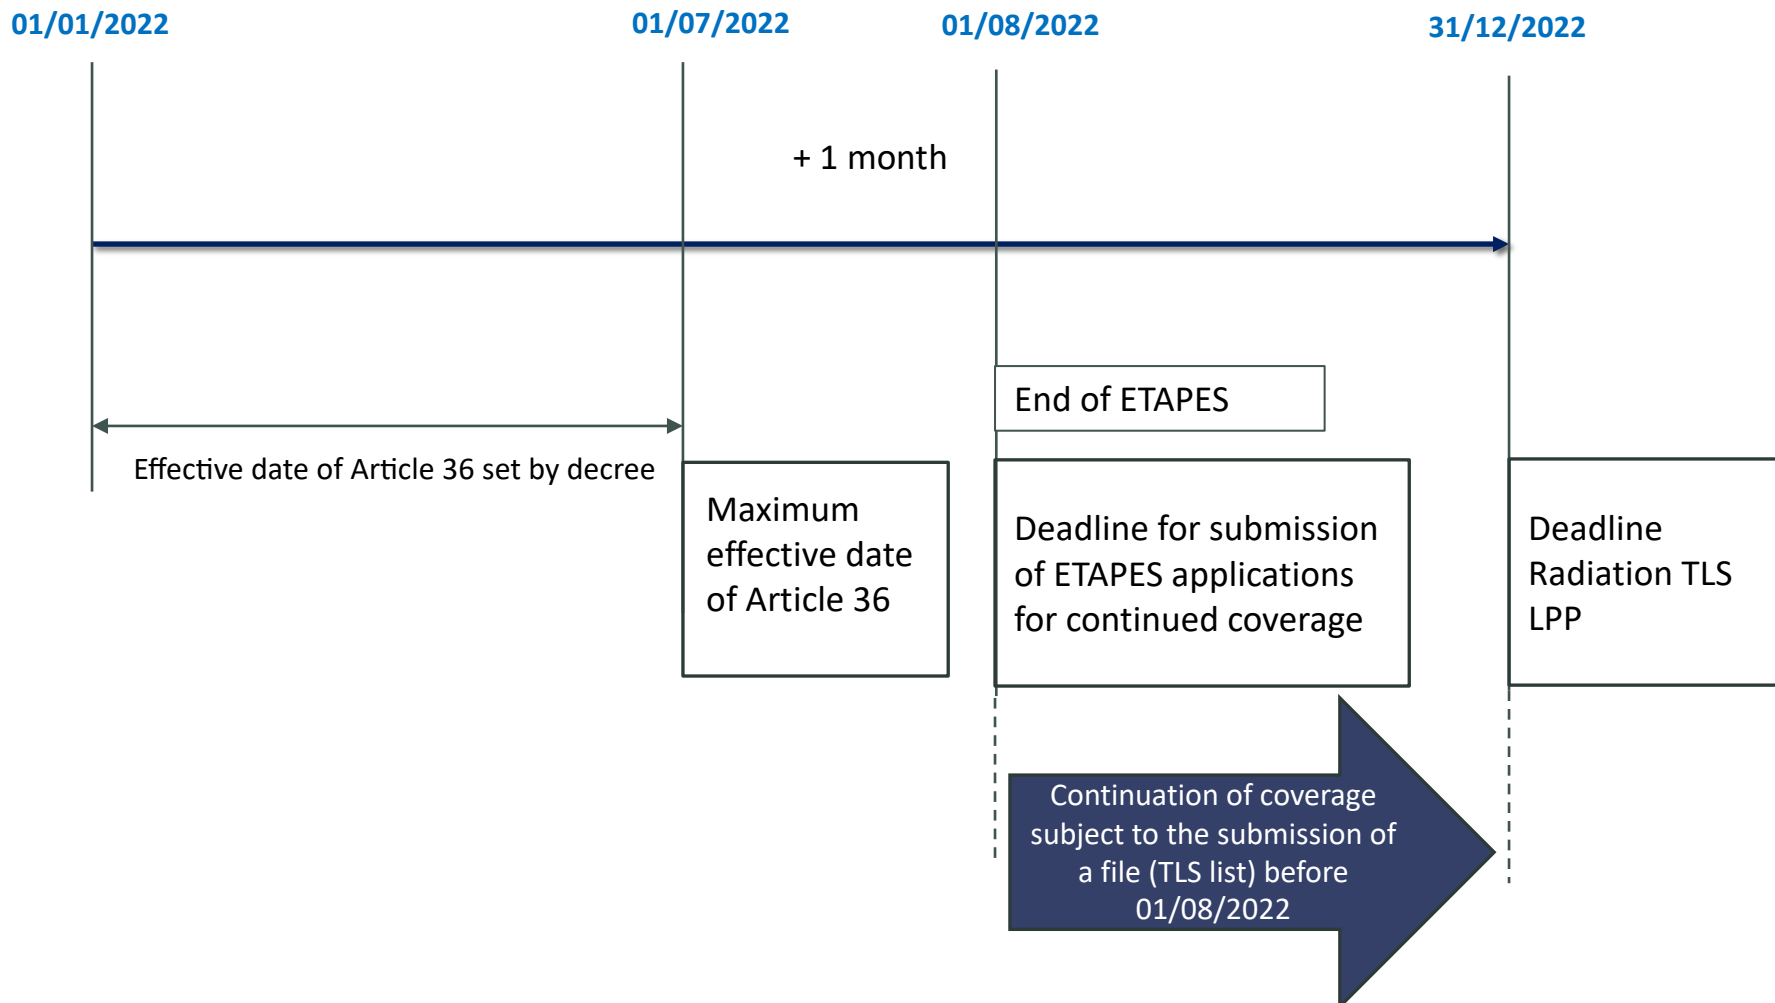 01/01/2022
01/07/2022
01/08/2022
31/12/2022
+ 1 month
End of ETAPES
Effective date of Article 36 set by decree
Maximum
effective date
of Article 36
Deadline for submission
of ETAPES applications
for continued coverage
Deadline
Radiation TLS
LPP
Continuation of coverage
subject to the submission of
a file (TLS list) before
01/08/2022